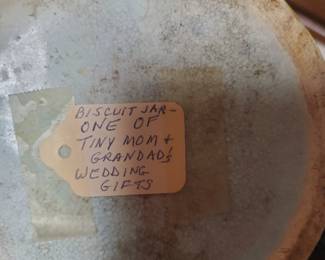 BISCUIT JAR-
ONE OF
TINY MOM +
GRANDAD'S
WEDDING
GIFTS